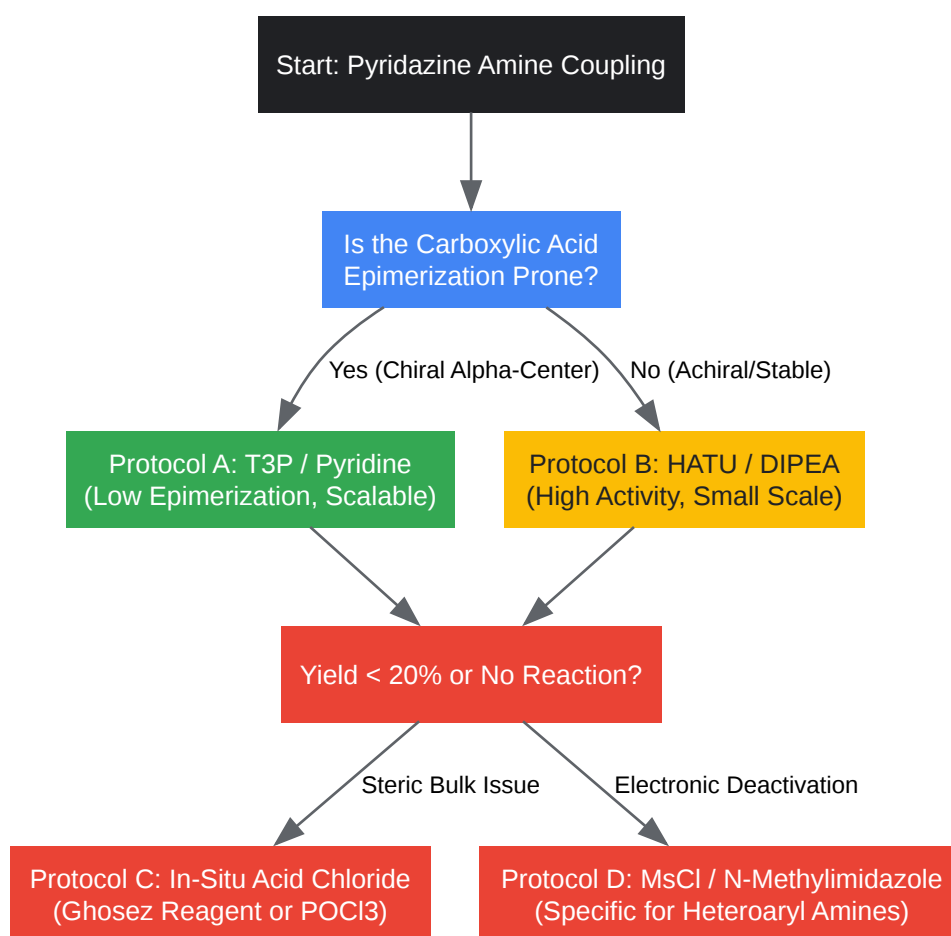 Start: Pyridazine Amine Coupling
Is the Carboxylic Acid
Epimerization Prone?
Yes (Chiral Alpha-Center)
No (Achiral/Stable)
Protocol A: T3P / Pyridine
(Low Epimerization, Scalable)
Protocol B: HATU / DIPEA
(High Activity, Small Scale)
Yield < 20% or No Reaction?
Steric Bulk Issue
Electronic Deactivation
Protocol C: In-Situ Acid Chloride
(Ghosez Reagent or POCl3)
Protocol D: MsCl / N-Methylimidazole
(Specific for Heteroaryl Amines)